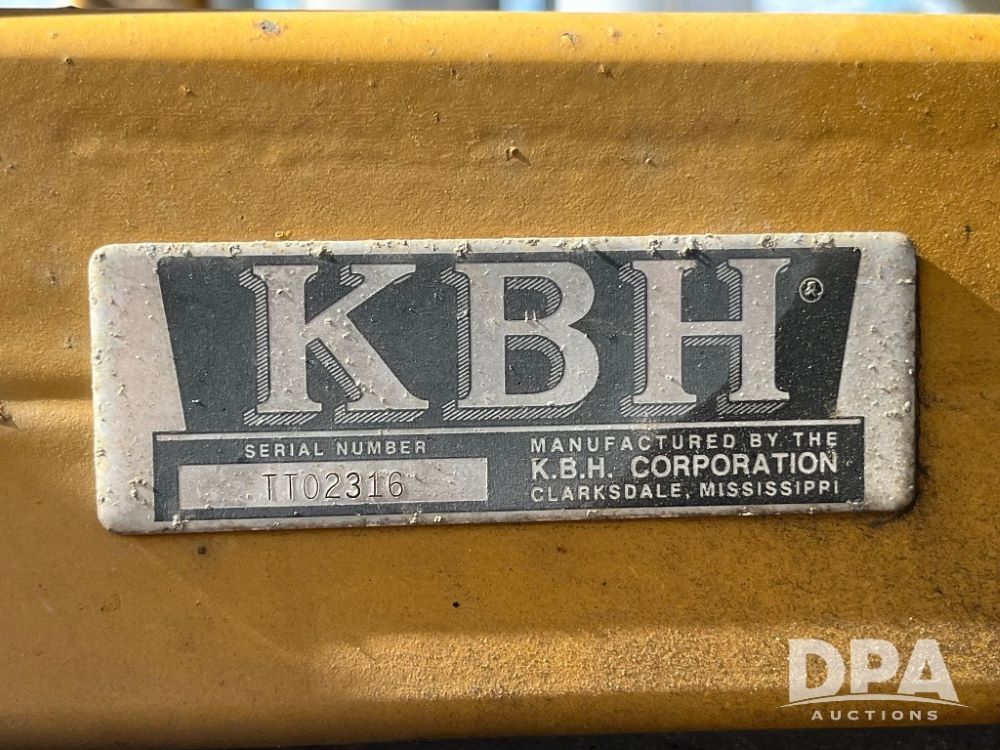 KBH®
SERIAL NUMBER
TT02316
MANUFACTURED BY THE
K.B.H. CORPORATION
CLARKSDALE, MISSISSIPPI
DPA
AUCTIONS